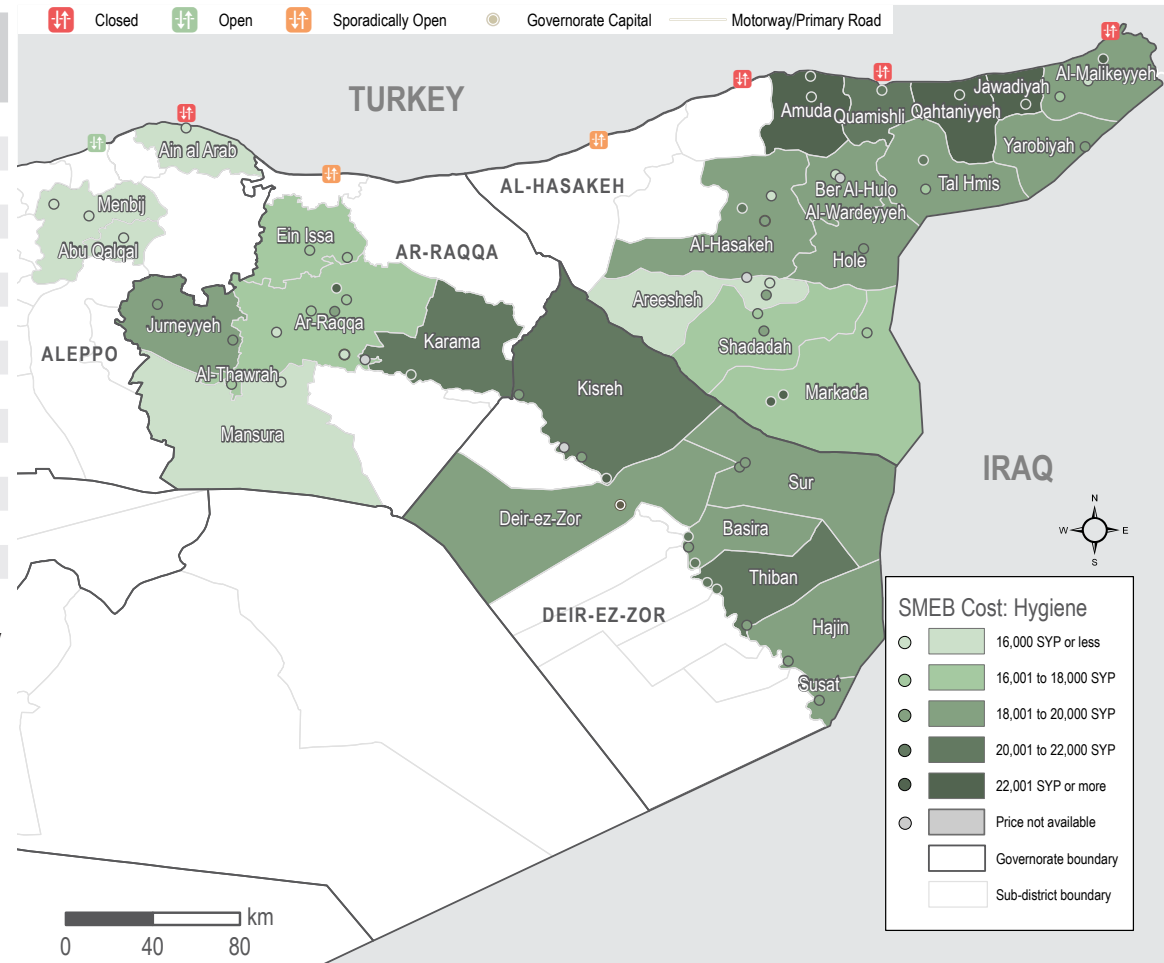 Closed
Open
Sporadically Open
Governorate Capital
Motorway/Primary Road
TURKEY
Al-Malikeyyeh
Jawadiyah
Amuda
Quamishli
Qahtaniyyeh
Ain al Arab
Yarobiyah
Tal Hmis
AL-HASAKEH
Ber Al-Hulo
Al-Wardeyyeh
Menbij
Abu Qalqal
Ein Issa
AR-RAQQA
Al-Hasakeh
Hole
Areesheh
Jurneyyeh
Ar-Raqqa
Karama
Shadadah
ALEPPO
Al-Thawrah
Kisreh
Markada
Mansura
IRAQ
Sur
Deir-ez-Zor
Basira
Thiban
DEIR-EZ-ZOR
Hajin
Susat
N
W
E
S
SMEB Cost: Hygiene
16,000 SYP or less
16,001 to 18,000 SYP
18,001 to 20,000 SYP
20,001 to 22,000 SYP
22,001 SYP or more
Price not available
Governorate boundary
Sub-district boundary
km
0 40 80